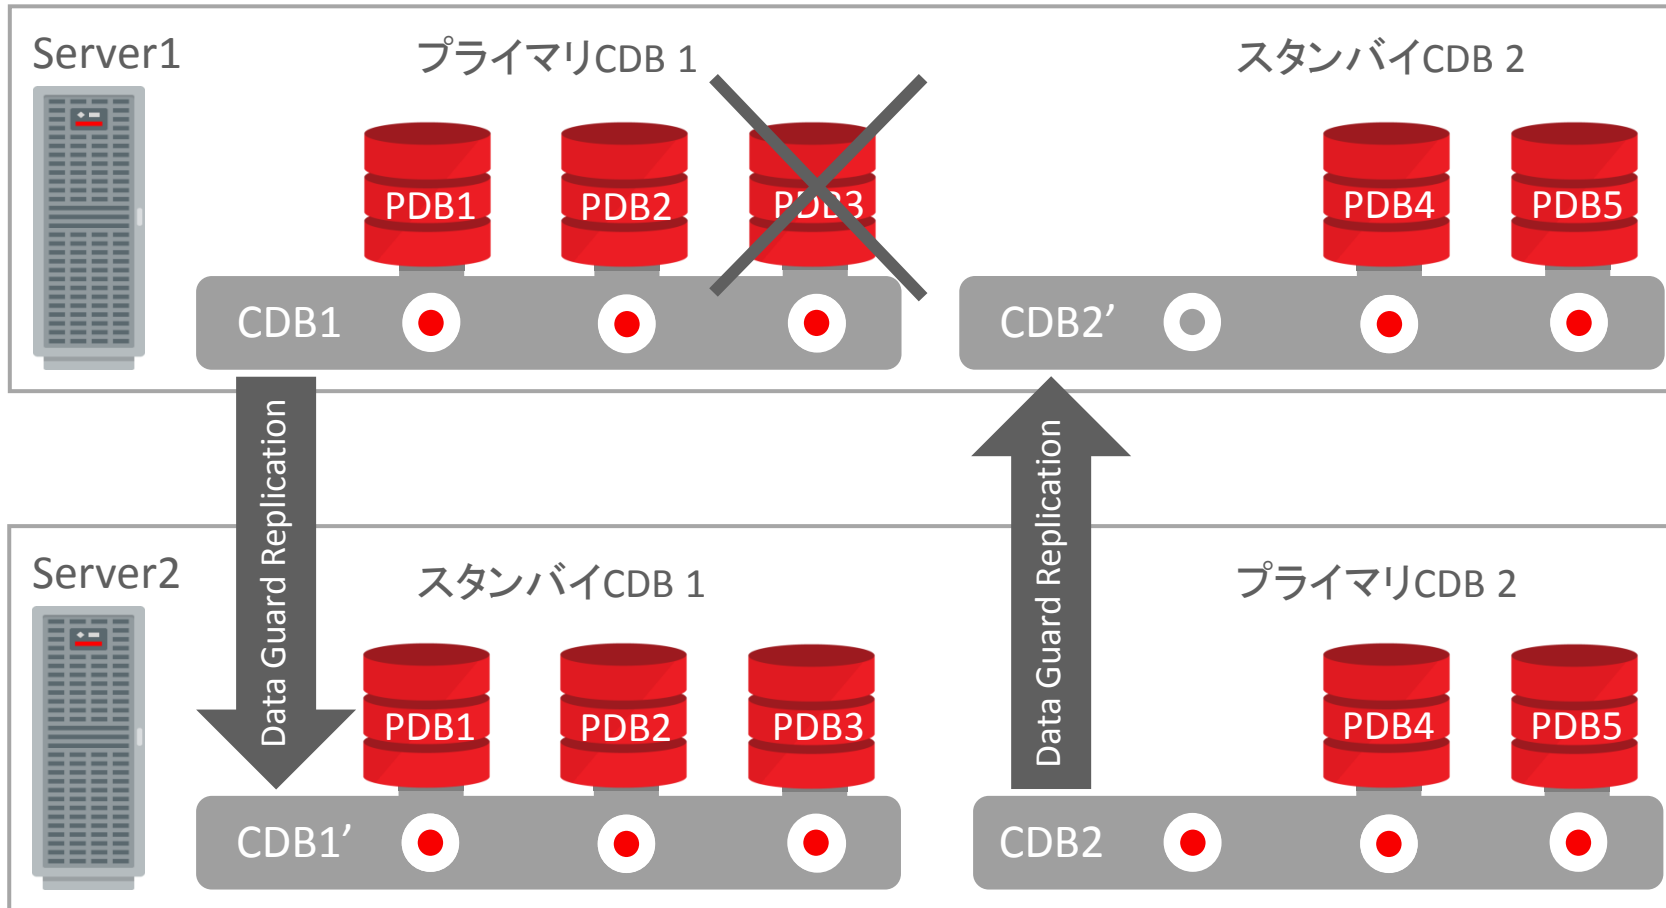 Server1
プライマリCDB 1
スタンバイCDB 2
PDB1
PDB2
PDB3
PDB4
PDB5
CDB1
CDB2’
Data Guard Replication
Data Guard Replication
Server2
スタンバイCDB 1
プライマリCDB 2
PDB1
PDB2
PDB3
PDB4
PDB5
CDB1’
CDB2